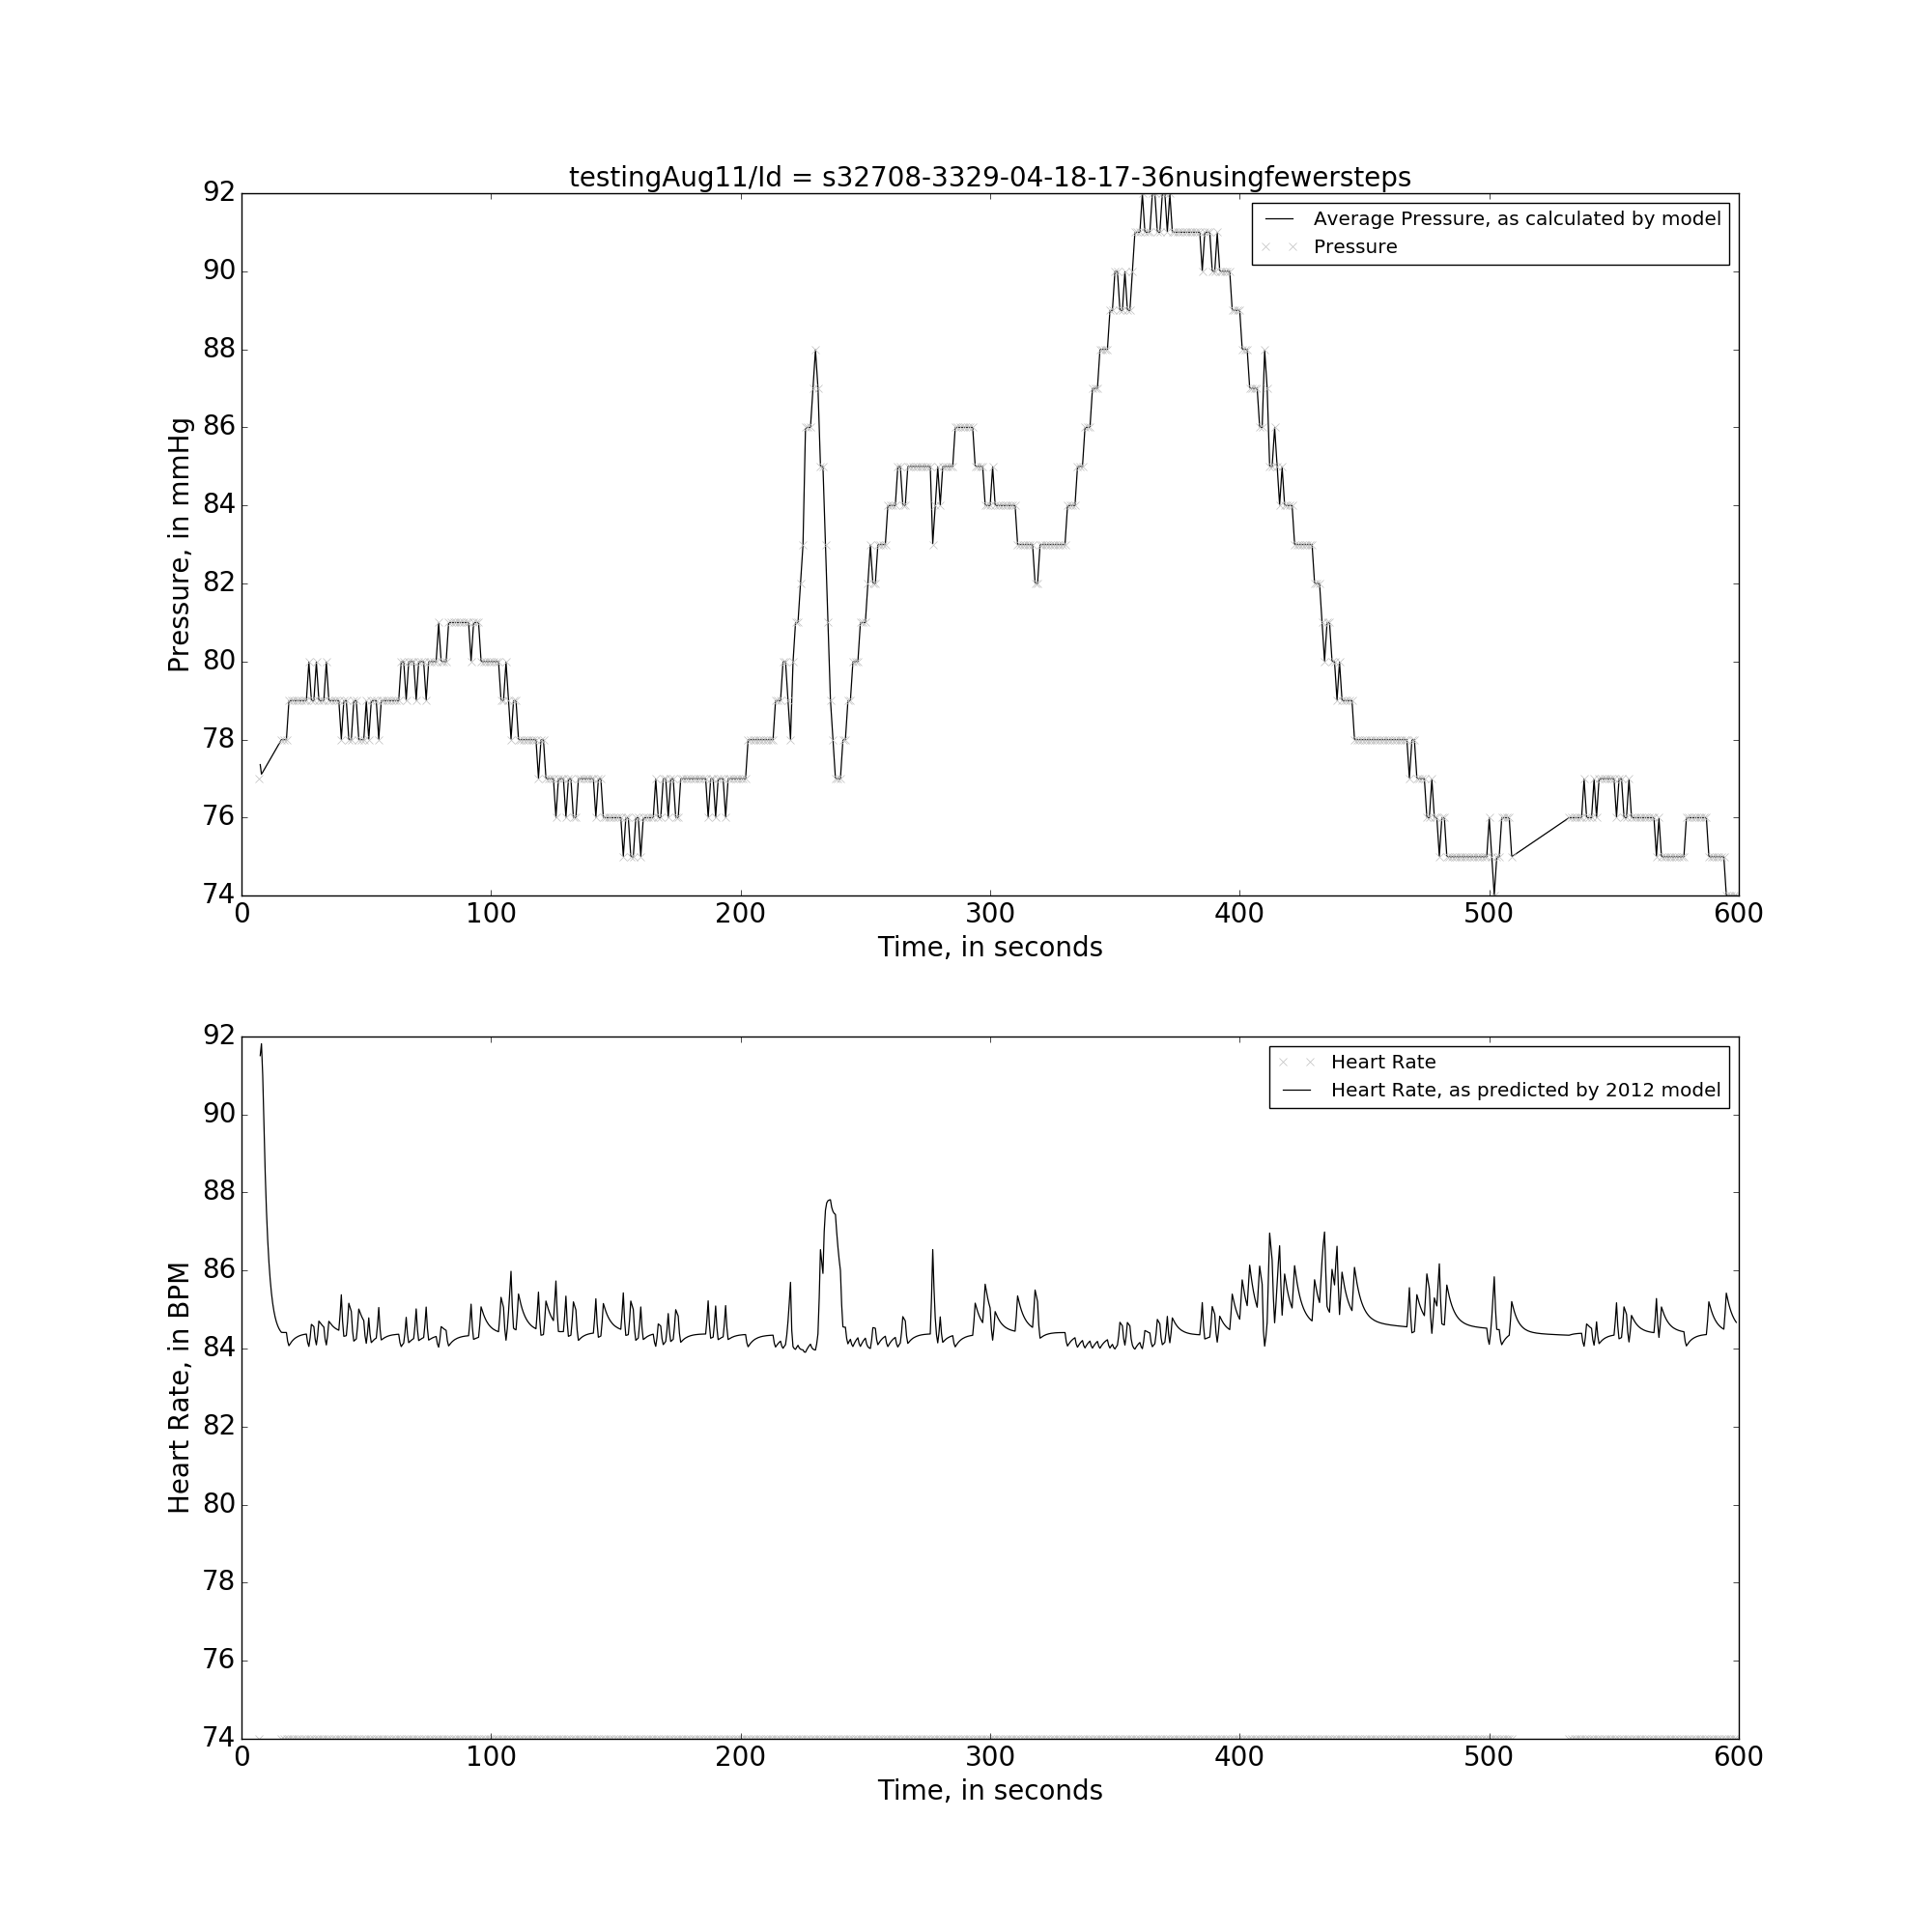 testingAug11/Id = s32708-3329-04-18-17-36nusingfewersteps
92
90
88
86
84
82
80
78
76
74
Pressure, in mmHg
Average Pressure, as calculated by model
Pressure
0 100 200 300 400 500 600
Time, in seconds
92
90
88
86
84
82
80
78
76
74
Heart Rate, in BPM
Heart Rate
Heart Rate, as predicted by 2012 model
0 100 200 300 400 500 600
Time, in seconds